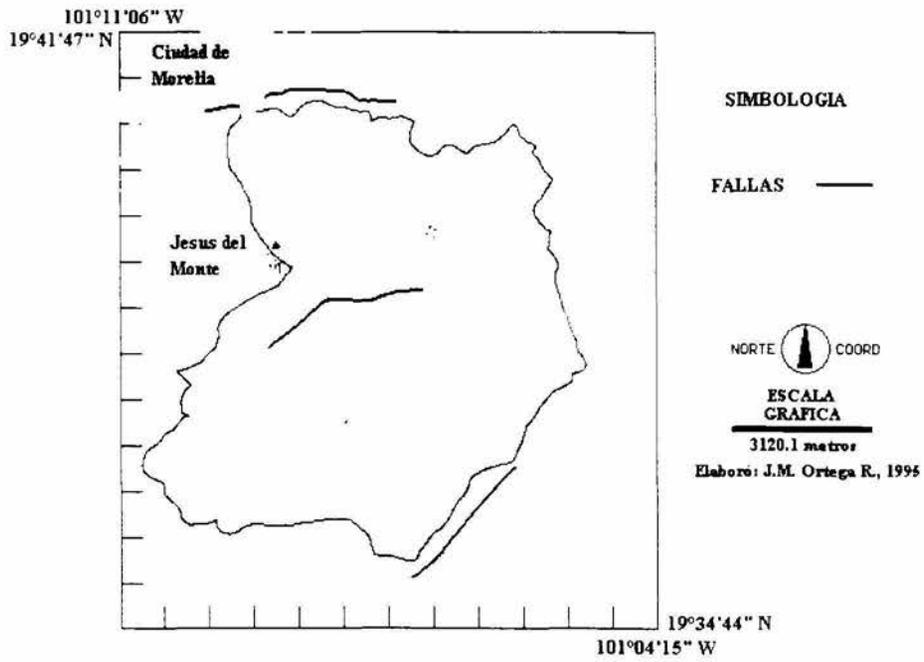 101°11'06" W
19°41'47" N
Ciudad de
Morelia
SIMBOLOGIA
FALLAS
Jesus del
Monte
NORTE COORD
ESCALA
GRAFICA
3120.1 metros
Elaboró: J.M. Ortega R., 1995
19°34'44" N
101°04'15" W